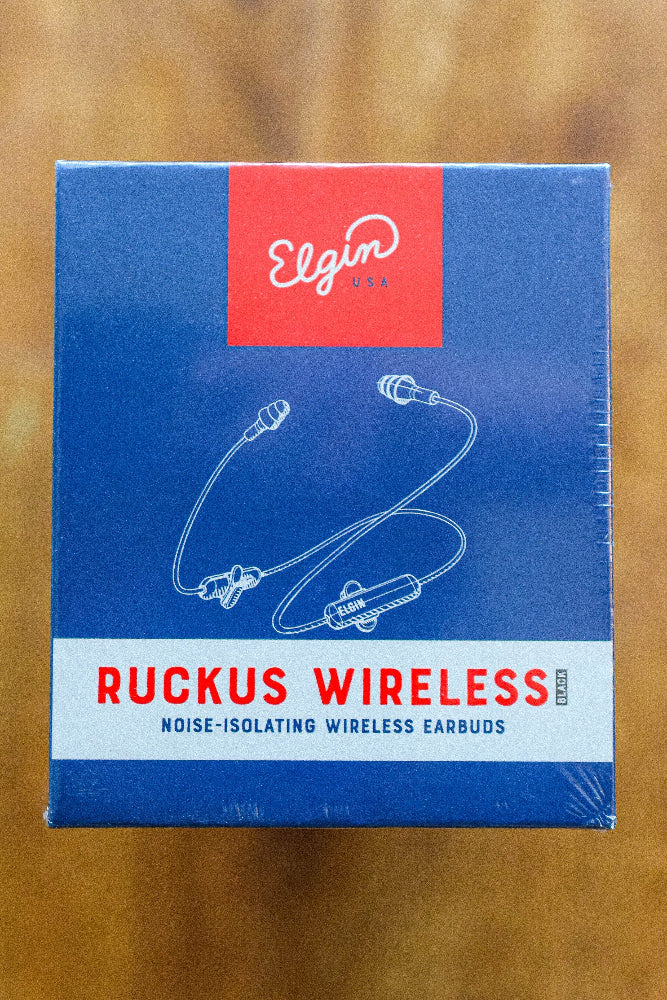 Elgin
USA
ELGIN
RUCKUS WIRELESS BLACK
NOISE-ISOLATING WIRELESS EARBUDS